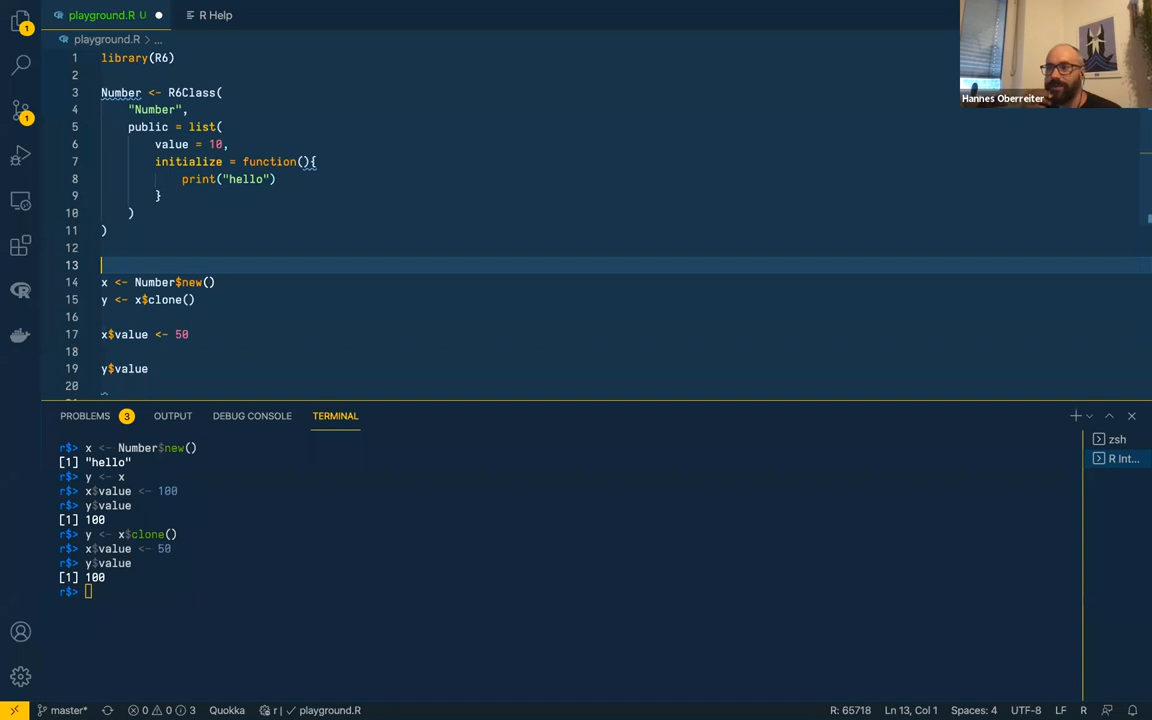 playground.R U
R Help
1
playground.R > ...
Hannes Oberreiter
1 library(R6)
2
3 Number <- R6Class(
4 "Number",
5 public = list(
6 value = 10,
7 initialize = function(){
8 print("hello")
9 }
10 )
11 )
12
13
14 x <- Number$new()
15 y <- x$clone()
16
17 x$value <- 50
18
19 y$value
20
1
PROBLEMS 3 OUTPUT DEBUG CONSOLE TERMINAL
zsh
R Int...
r$> x <- Number$new()
[1] "hello"
r$> y <- x
r$> x$value <- 100
r$> y$value
[1] 100
r$> y <- x$clone()
r$> x$value <- 50
r$> y$value
[1] 100
r$>
master* 0 0 3 Quokka r | playground.R R: 65718 Ln 13, Col 1 Spaces: 4 UTF-8 LF R